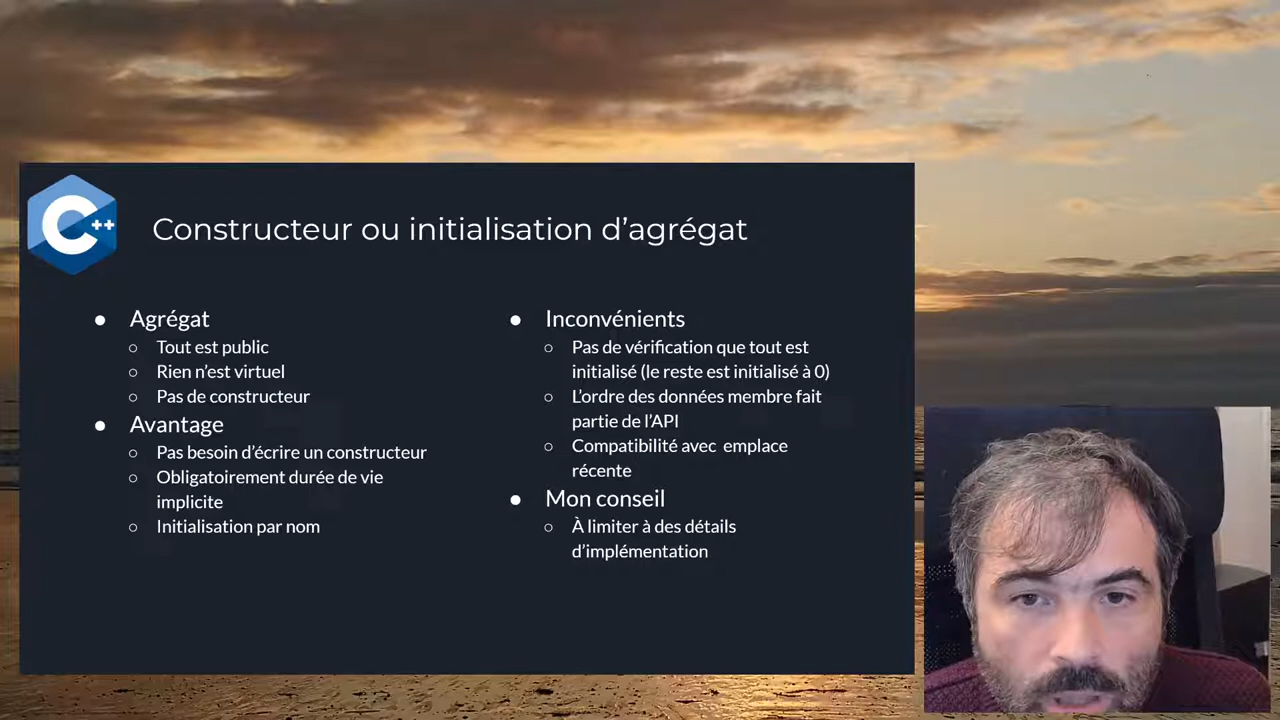 C++
Constructeur ou initialisation d’agrégat
● Agrégat
○ Tout est public
○ Rien n’est virtuel
○ Pas de constructeur
● Avantage
○ Pas besoin d’écrire un constructeur
○ Obligatoirement durée de vie
implicite
○ Initialisation par nom
● Inconvénients
○ Pas de vérification que tout est
initialisé (le reste est initialisé à 0)
○ L’ordre des données membre fait
partie de l’API
○ Compatibilité avec emplace
récente
● Mon conseil
○ À limiter à des détails
d’implémentation